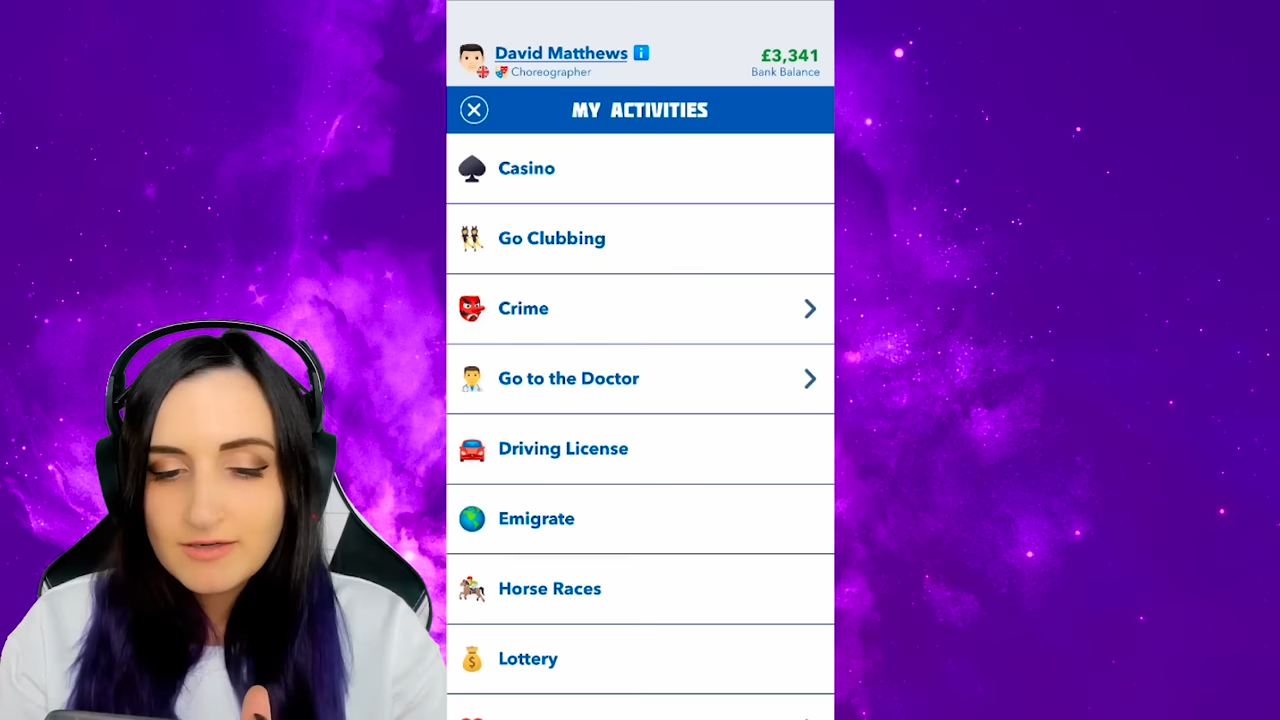 David Matthews i
Choreographer
£3,341
Bank Balance
MY ACTIVITIES
Casino
Go Clubbing
Crime
Go to the Doctor
Driving License
Emigrate
Horse Races
Lottery